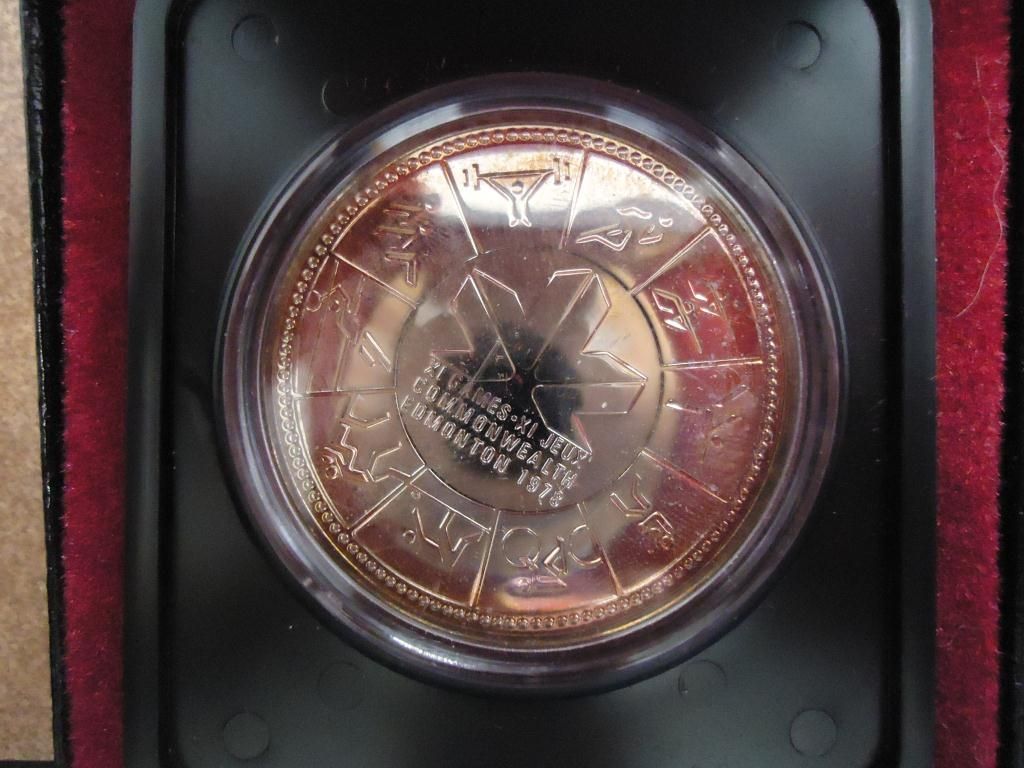 XI GAMES · XI JEUX
COMMONWEALTH
EDMONTON 1978